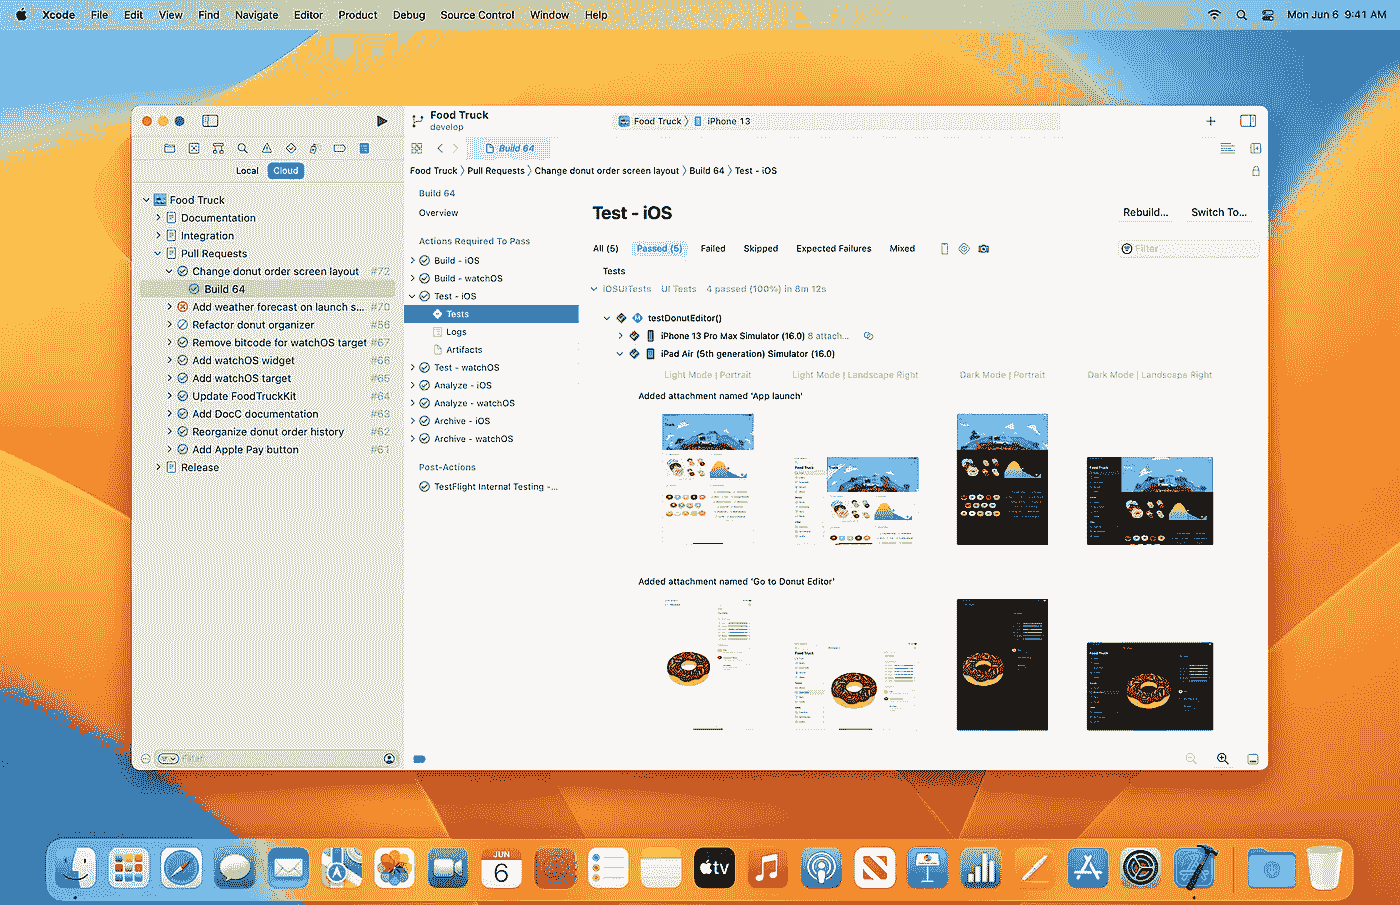 Xcode File Edit View Find Navigate Editor Product Debug Source Control Window Help
Mon Jun 6 9:41 AM
Food Truck
develop
Food Truck
iPhone 13
Build 64
Local
Cloud
Food Truck
Documentation
Integration
Pull Requests
Change donut order screen layout #72
Build 64
Add weather forecast on launch s... #70
Refactor donut organizer #56
Remove bitcode for watchOS target #67
Add watchOS widget #66
Add watchOS target #65
Update FoodTruckKit #64
Add DocC documentation #63
Reorganize donut order history #62
Add Apple Pay button #61
Release
Filter
Food Truck Pull Requests Change donut order screen layout Build 64 Test - iOS
Build 64
Overview
Actions Required To Pass
Build - iOS
Build - watchOS
Test - iOS
Tests
Logs
Artifacts
Test - watchOS
Analyze - iOS
Analyze - watchOS
Archive - iOS
Archive - watchOS
Post-Actions
TestFlight Internal Testing -...
Test - iOS
Rebuild...
Switch To...
All (5) Passed (5) Failed Skipped Expected Failures Mixed
Filter
Tests
iOSUITests UI Tests 4 passed (100%) in 8m 12s
testDonutEditor()
iPhone 13 Pro Max Simulator (16.0) 8 attach...
iPad Air (5th generation) Simulator (16.0)
Light Mode | Portrait
Light Mode | Landscape Right
Dark Mode | Portrait
Dark Mode | Landscape Right
Added attachment named 'App launch'
Food Truck
Food Truck
Added attachment named 'Go to Donut Editor'
Food Truck
Food Truck
JUN
6
tv